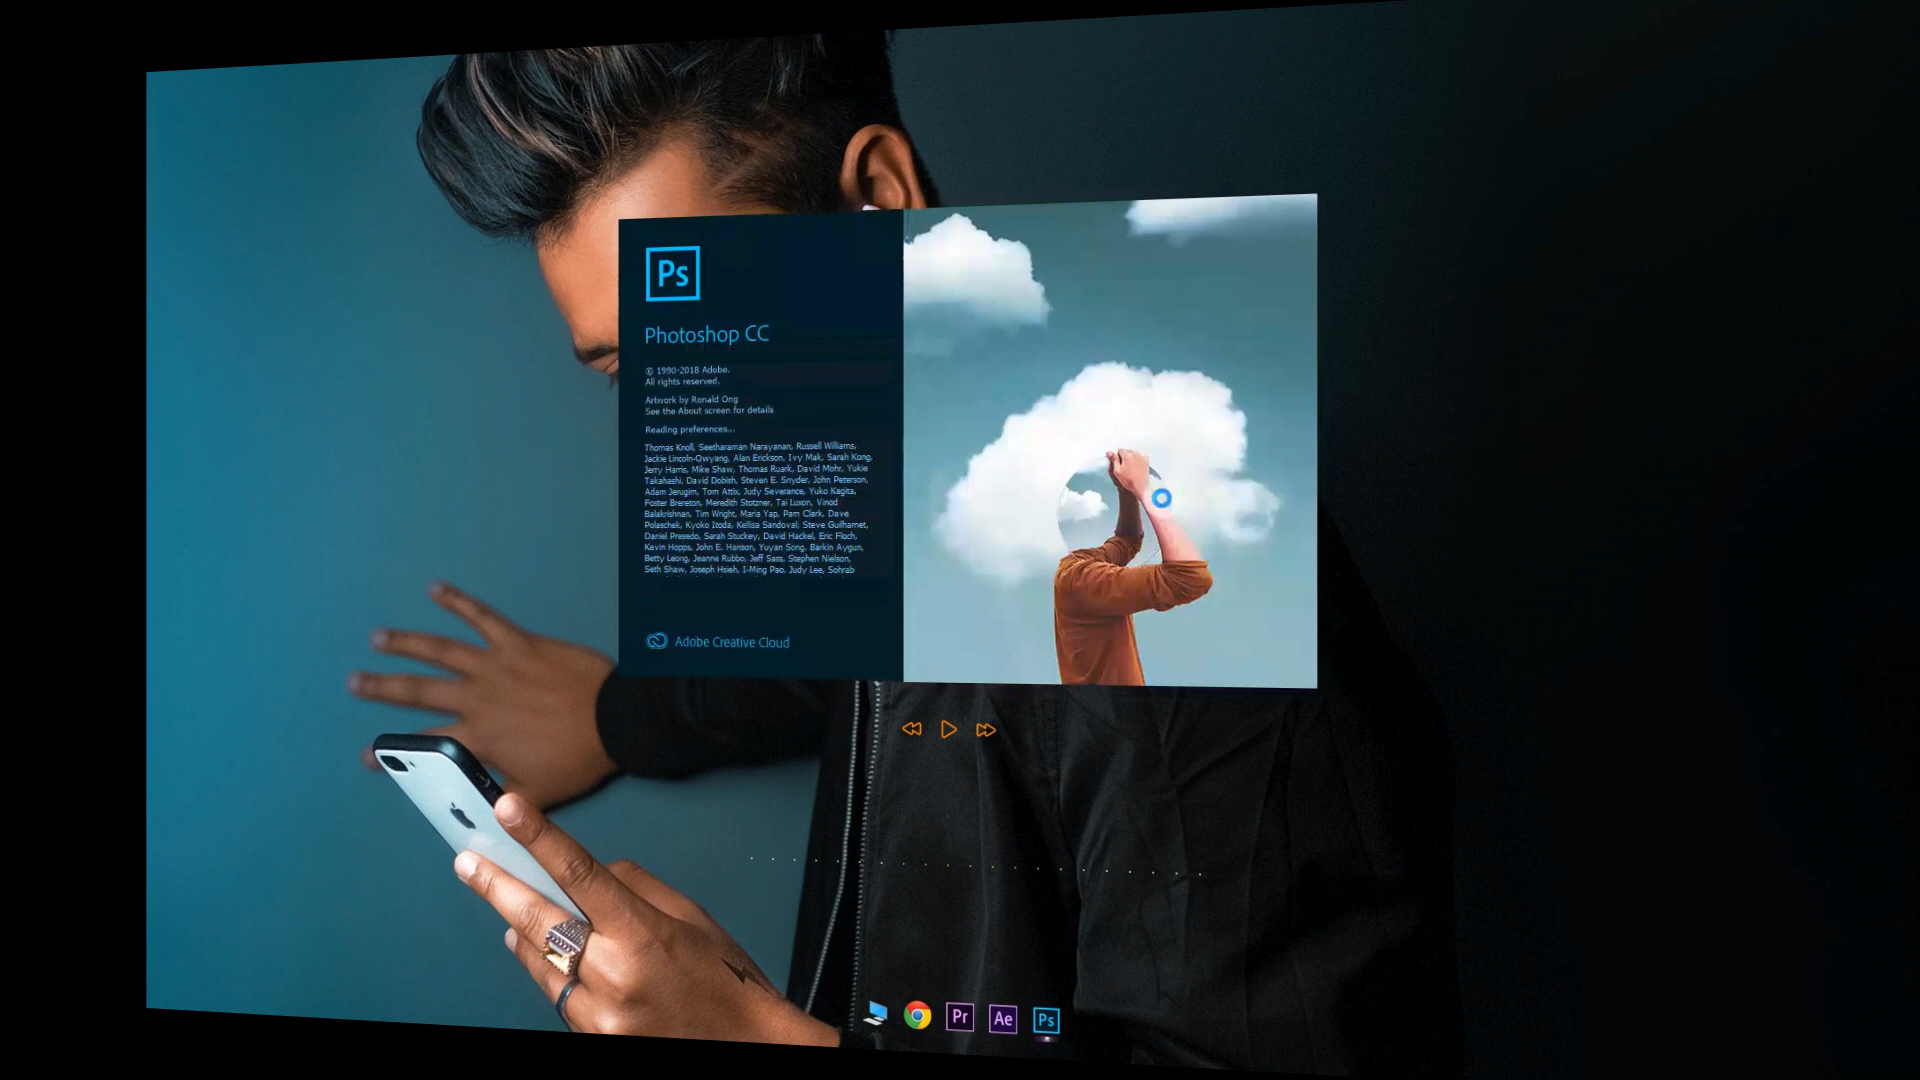 Ps
Photoshop CC
© 1990-2018 Adobe.
All rights reserved.
Artwork by Ronald Ong
See the About screen for details
Reading preferences...
Thomas Knoll, Seetharaman Narayanan, Russell Williams,
Jackie Lincoln-Owyang, Alan Erickson, Ivy Mak, Sarah Kong,
Jerry Harris, Mike Shaw, Thomas Ruark, David Mohr, Yukie
Takahashi, David Dobish, Steven E. Snyder, John Peterson,
Adam Jerugim, Tom Attix, Judy Severance, Yuko Kagita,
Foster Brereton, Meredith Stotzner, Tai Luxon, Vinod
Balakrishnan, Tim Wright, Maria Yap, Pam Clark, Dave
Polaschek, Kyoko Itoda, Kellisa Sandoval, Steve Guilhamet,
Daniel Presedo, Sarah Stuckey, David Hackel, Eric Floch,
Kevin Hopps, John E. Hanson, Yuyan Song, Barkin Aygun,
Betty Leong, Jeanne Rubbo, Jeff Sass, Stephen Nielson,
Seth Shaw, Joseph Hsieh, I-Ming Pao, Judy Lee, Sohrab
Adobe Creative Cloud
Pr
Ae
Ps